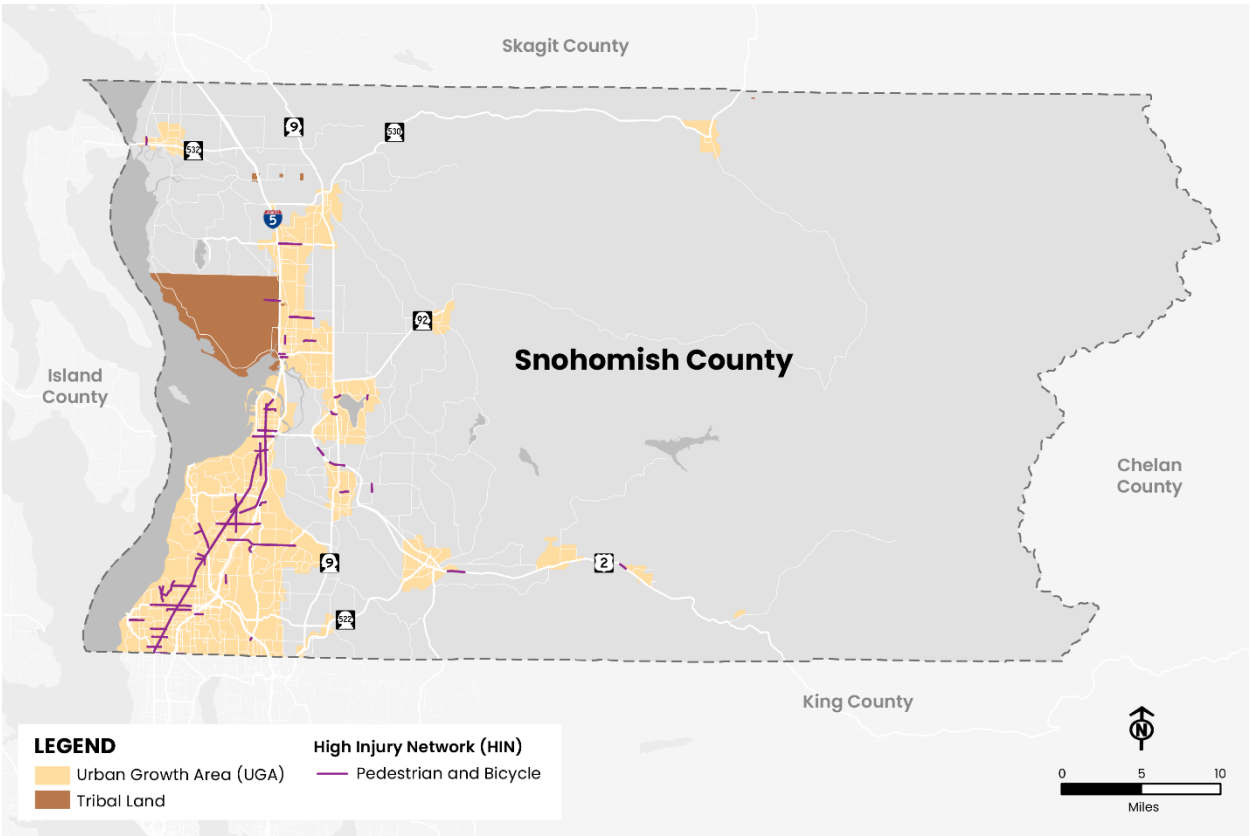 Skagit County
9
530
532
INTERSTATE
5
92
Snohomish County
Island
County
Chelan
County
9
2
522
King County
N
LEGEND
Urban Growth Area (UGA)
Tribal Land
High Injury Network (HIN)
Pedestrian and Bicycle
0 5 10
Miles